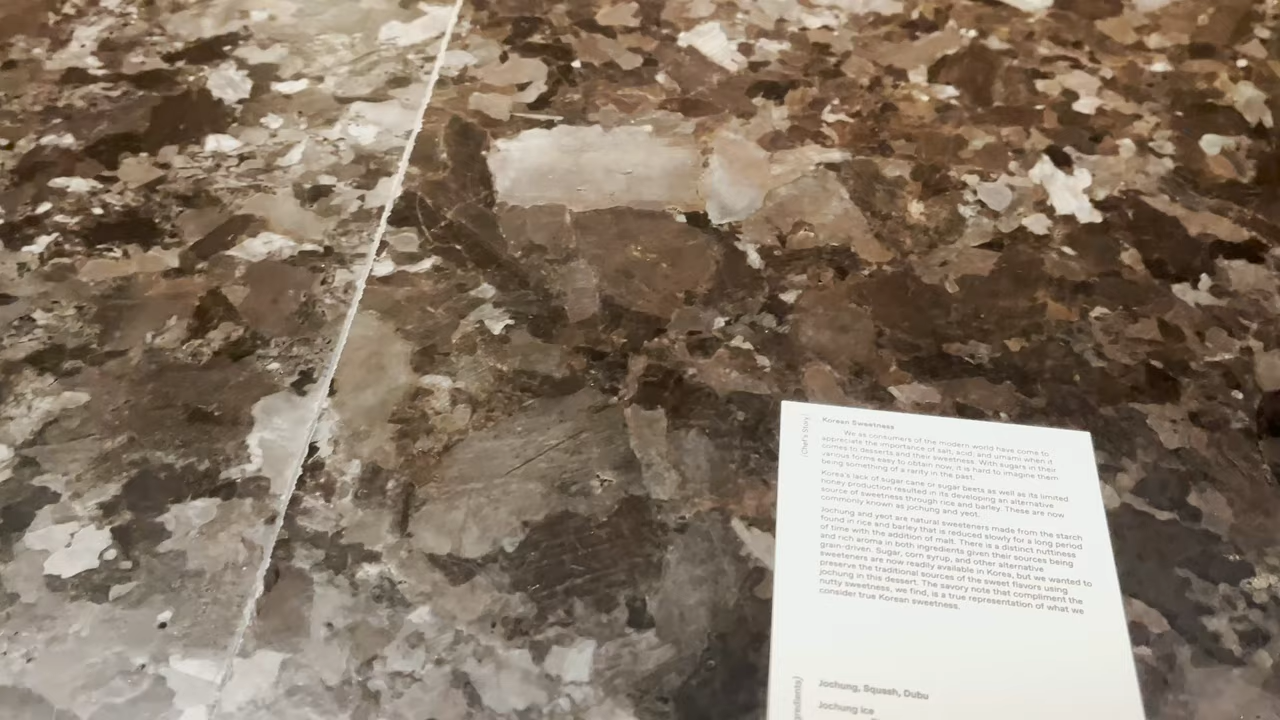 (Chef's Story)
Korean Sweetness
We as consumers of the modern world have come to
appreciate the importance of salt, acid, and umami when it
comes to desserts and their sweetness. With sugars in their
various forms easy to obtain now, it is hard to imagine them
being something of a rarity in the past.
Korea's lack of sugar cane or sugar beets as well as its limited
honey production resulted in its developing an alternative
source of sweetness through rice and barley. These are now
commonly known as jochung and yeot.
Jochung and yeot are natural sweeteners made from the starch
found in rice and barley that is reduced slowly for a long period
of time with the addition of malt. There is a distinct nuttiness
and rich aroma in both ingredients given their sources being
grain-driven. Sugar, corn syrup, and other alternative
sweeteners are now readily available in Korea, but we wanted to
preserve the traditional sources of the sweet flavors using
jochung in this dessert. The savory note that compliment the
nutty sweetness, we find, is a true representation of what we
consider true Korean sweetness.
gredients)
Jochung, Squash, Dubu
Jochung ice